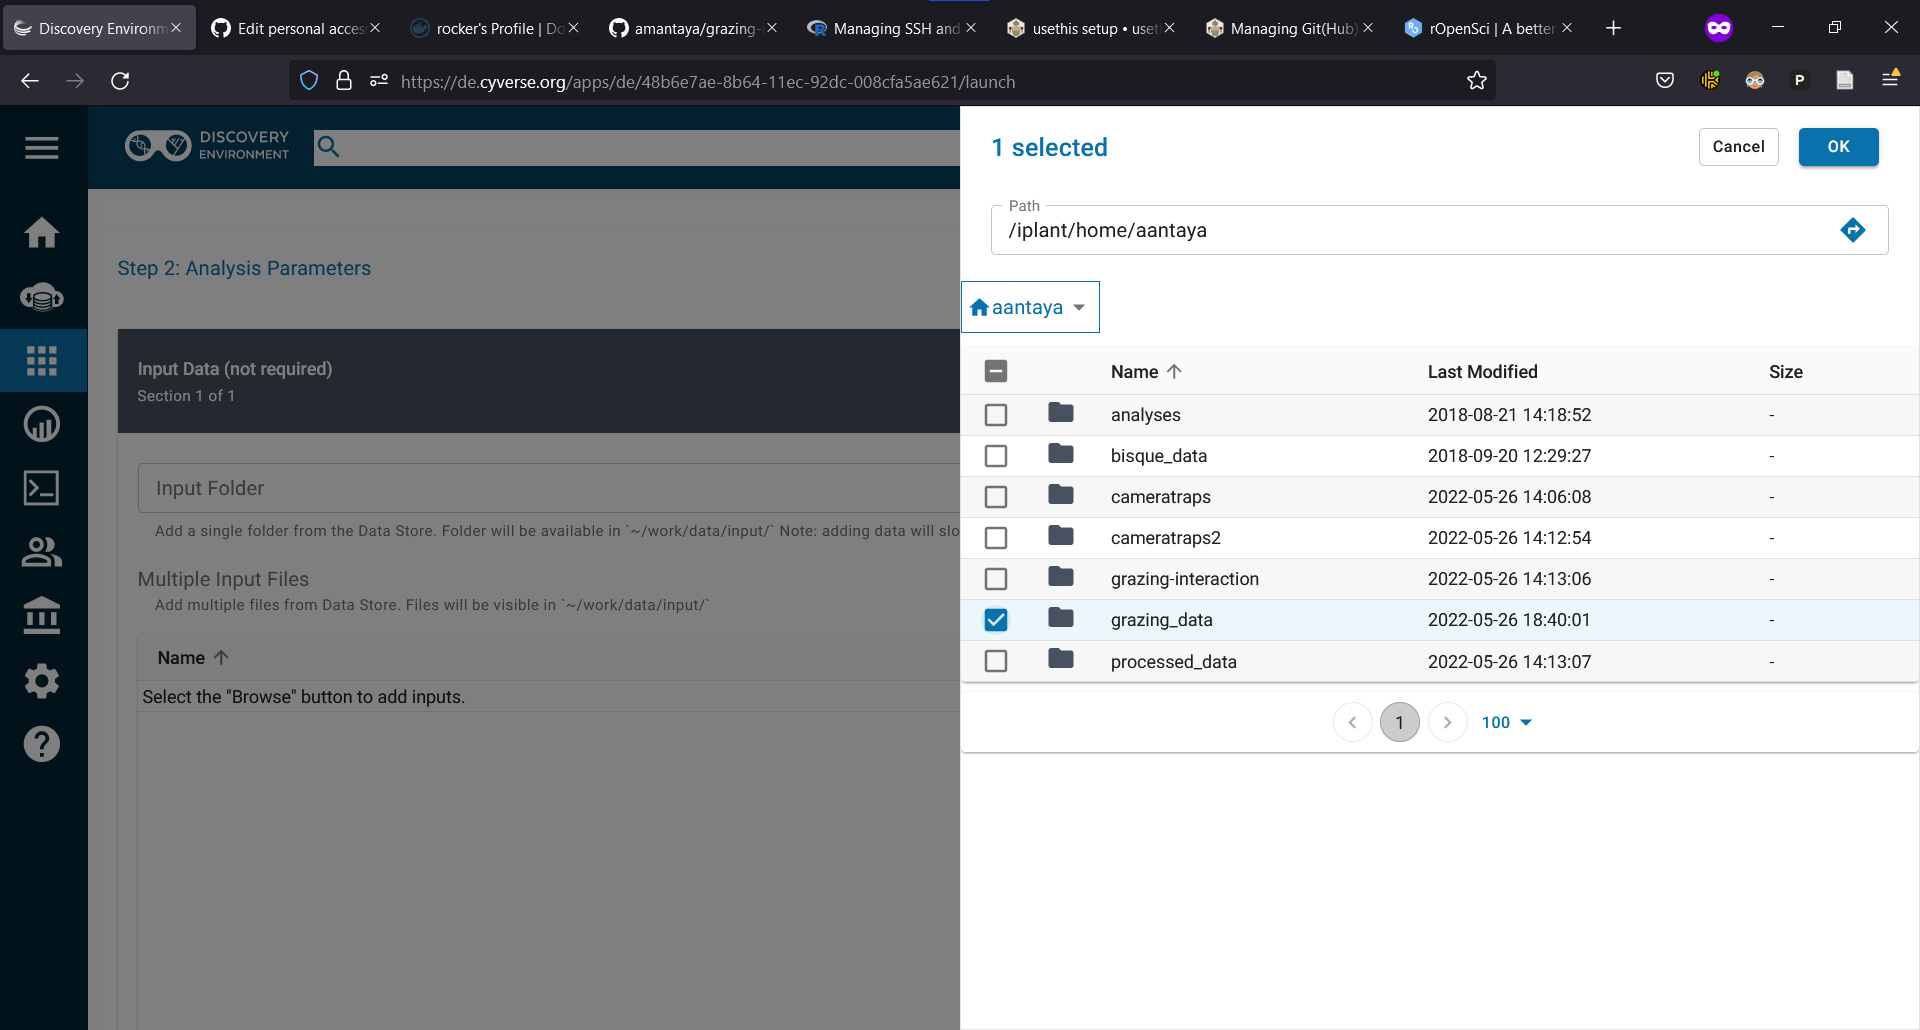 Discovery Environm
Edit personal acces
rocker's Profile | Do
amantaya/grazing-
Managing SSH and
usethis setup • uset
Managing Git(Hub)
rOpenSci | A better
https://de.cyverse.org/apps/de/48b6e7ae-8b64-11ec-92dc-008cfa5ae621/launch
P
DISCOVERY
ENVIRONMENT
Step 2: Analysis Parameters
Input Data (not required)
Section 1 of 1
Input Folder
Add a single folder from the Data Store. Folder will be available in `~/work/data/input/` Note: adding data will slo
Multiple Input Files
Add multiple files from Data Store. Files will be visible in `~/work/data/input/`
Name
Select the "Browse" button to add inputs.
1 selected
Cancel
OK
Path
/iplant/home/aantaya
aantaya
Name Last Modified Size
analyses 2018-08-21 14:18:52 -
bisque_data 2018-09-20 12:29:27 -
cameratraps 2022-05-26 14:06:08 -
cameratraps2 2022-05-26 14:12:54 -
grazing-interaction 2022-05-26 14:13:06 -
grazing_data 2022-05-26 18:40:01 -
processed_data 2022-05-26 14:13:07 -
1
100